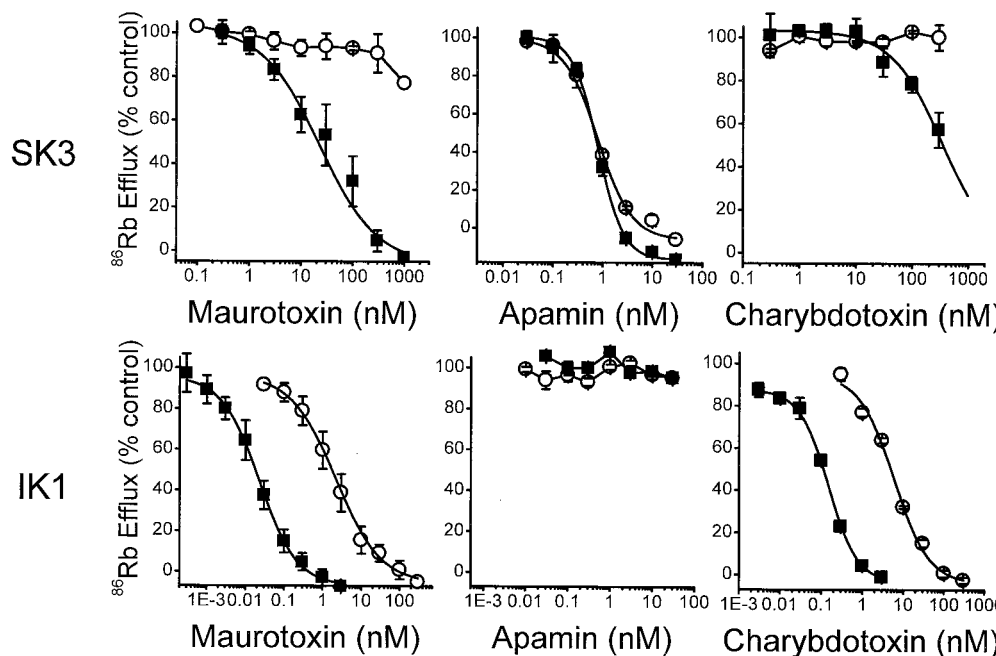 SK3
⁸⁶Rb Efflux (% control)
100
80
60
40
20
0
0.1 1 10 100 1000
Maurotoxin (nM)
100
80
60
40
20
0
0.01 0.1 1 10 100
Apamin (nM)
100
80
60
40
20
0
0.1 1 10 100 1000
Charybdotoxin (nM)
IK1
⁸⁶Rb Efflux (% control)
100
80
60
40
20
0
1E-3 0.01 0.1 1 10 100
Maurotoxin (nM)
100
80
60
40
20
0
1E-3 0.01 0.1 1 10 100
Apamin (nM)
100
80
60
40
20
0
1E-3 0.01 0.1 1 10 100 1000
Charybdotoxin (nM)